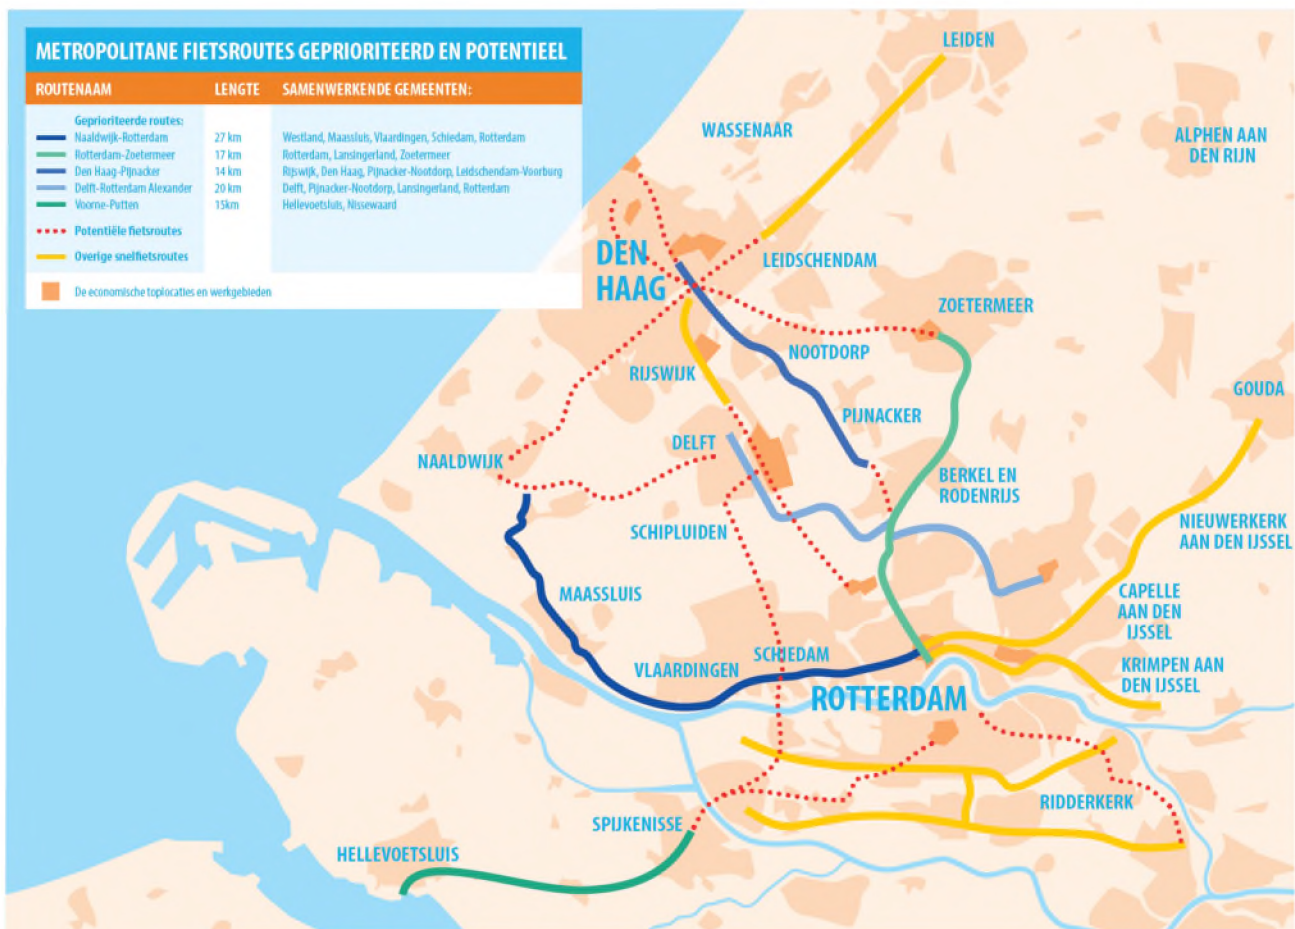 METROPOLITANE FIETSROUTES GEPRIORITEERD EN POTENTIEEL
ROUTENAAM LENGTE SAMENWERKENDE GEMEENTEN:
Geprioriteerde routes:
Naaldwijk-Rotterdam 27 km Westland, Maassluis, Vlaardingen, Schiedam, Rotterdam
Rotterdam-Zoetermeer 17 km Rotterdam, Lansingerland, Zoetermeer
Den Haag-Pijnacker 14 km Rijswijk, Den Haag, Pijnacker-Nootdorp, Leidschendam-Voorburg
Delft-Rotterdam Alexander 20 km Delft, Pijnacker-Nootdorp, Lansingerland, Rotterdam
Voorne-Putten 15km Hellevoetsluis, Nissewaard
Potentiële fietsroutes
Overige snelfietsroutes
De economische toplocaties en werkgebieden
LEIDEN
WASSENAAR
ALPHEN AAN
DEN RIJN
DEN
HAAG
LEIDSCHENDAM
ZOETERMEER
NOOTDORP
RIJSWIJK
GOUDA
PIJNACKER
DELFT
NAALDWIJK
BERKEL EN
RODENRIJS
SCHIPLUIDEN
NIEUWERKERK
AAN DEN IJSSEL
MAASSLUIS
CAPELLE
AAN DEN
IJSSEL
SCHIEDAM
VLAARDINGEN
KRIMPEN AAN
DEN IJSSEL
ROTTERDAM
RIDDERKERK
SPIJKENISSE
HELLEVOETSLUIS